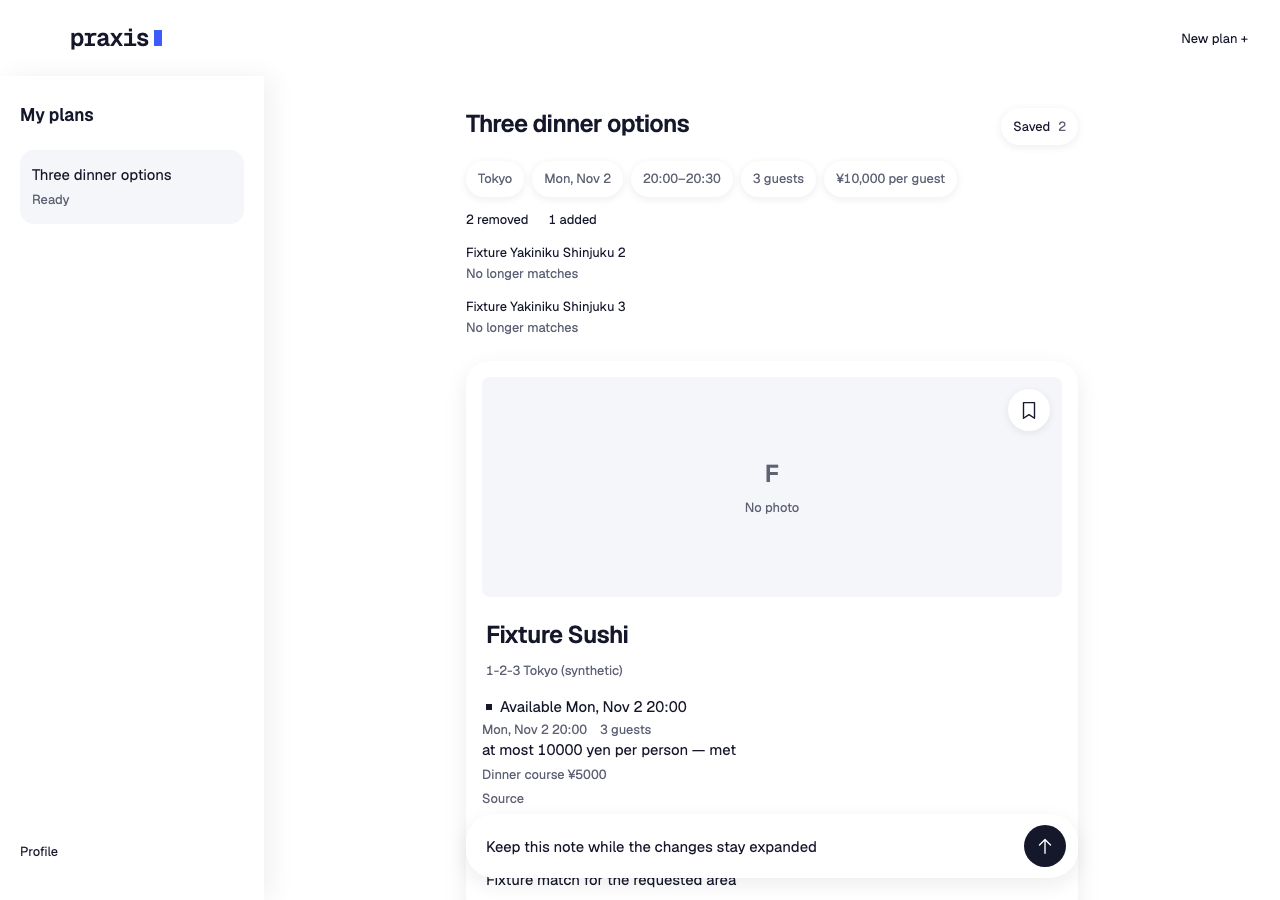 praxis
New plan +
My plans
Three dinner options
Ready
Profile
Three dinner options
Saved 2
Tokyo
Mon, Nov 2
20:00–20:30
3 guests
¥10,000 per guest
2 removed 1 added
Fixture Yakiniku Shinjuku 2
No longer matches
Fixture Yakiniku Shinjuku 3
No longer matches
F
No photo
Fixture Sushi
1-2-3 Tokyo (synthetic)
Available Mon, Nov 2 20:00
Mon, Nov 2 20:00 3 guests
at most 10000 yen per person — met
Dinner course ¥5000
Source
Keep this note while the changes stay expanded
Fixture match for the requested area